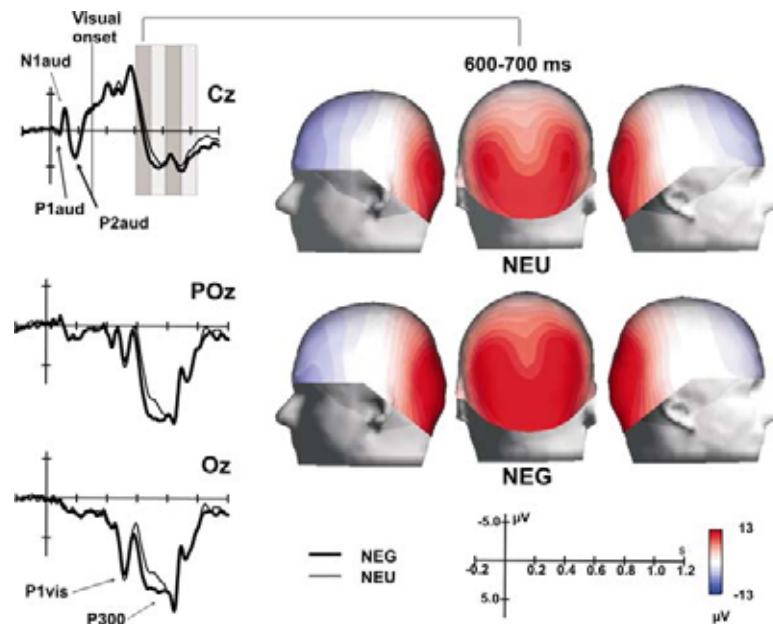 Visual
onset
N1aud
Cz
600-700 ms
P1aud
P2aud
NEU
POz
NEG
Oz
P1vis
P300
NEG
NEU
-5.0
µV
s
-0.2 0.2 0.4 0.6 0.8 1.0 1.2
5.0
13
-13
µV